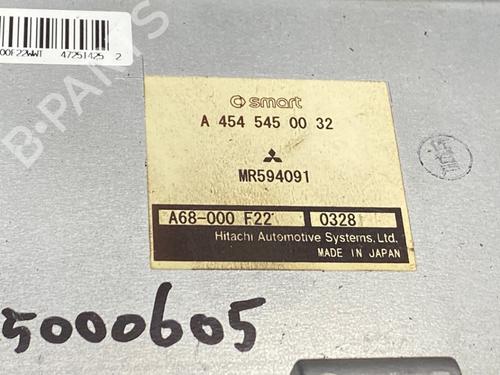 00F22WWT 47251425 2
smart
A 454 545 00 32
MR594091
A68-000 F22 0328
Hitachi Automotive Systems, Ltd.
MADE IN JAPAN
5000605
B-PARTS